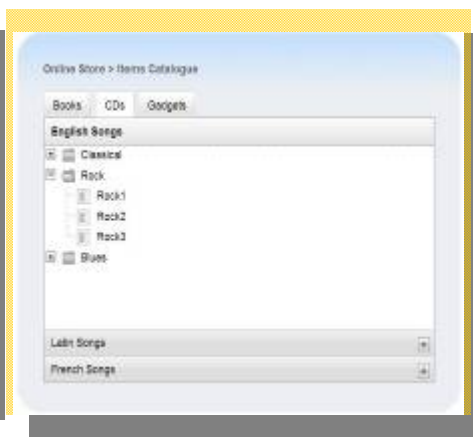 Online Store > Items Catalogue
Books CDs Gadgets
English Songs
Classical
Rock
Rock1
Rock2
Rock3
Blues
Latin Songs
French Songs